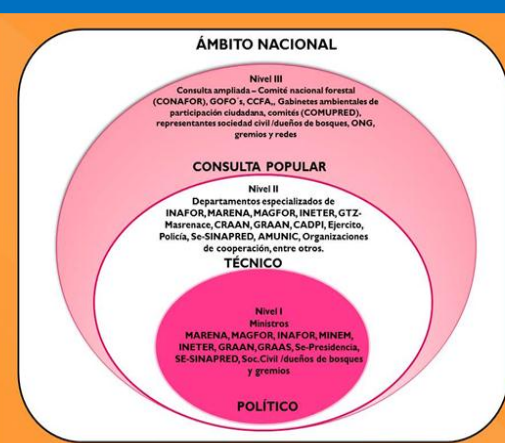 ÁMBITO NACIONAL
Nivel III
Consulta ampliada – Comité nacional forestal
(CONAFOR), GOFO´s, CCFA,, Gabinetes ambientales de
participación ciudadana, comités (COMUPRED),
representantes sociedad civil /dueños de bosques, ONG,
gremios y redes
CONSULTA POPULAR
Nivel II
Departamentos especializados de
INAFOR, MARENA, MAGFOR, INETER, GTZ-
Masrenace, CRAAN, GRAAN, CADPI, Ejercito,
Policía, Se-SINAPRED, AMUNIC, Organizaciones
de cooperación, entre otros.
TÉCNICO
Nivel I
Ministros
MARENA, MAGFOR, INAFOR, MINEM,
INETER, GRAAN, GRAAS, Se-Presidencia,
SE-SINAPRED, Soc. Civil /dueños de bosques
y gremios
POLÍTICO